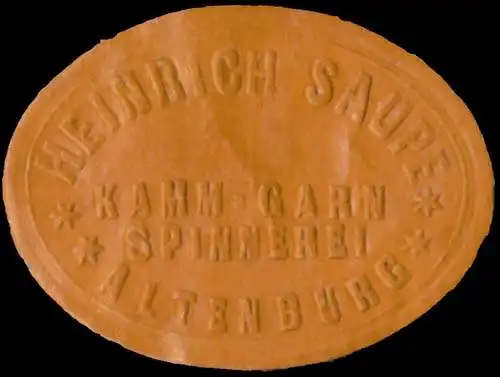 HEINRICH SAUPE
KAMM-GARN
SPINNEREI
ALTENBURG